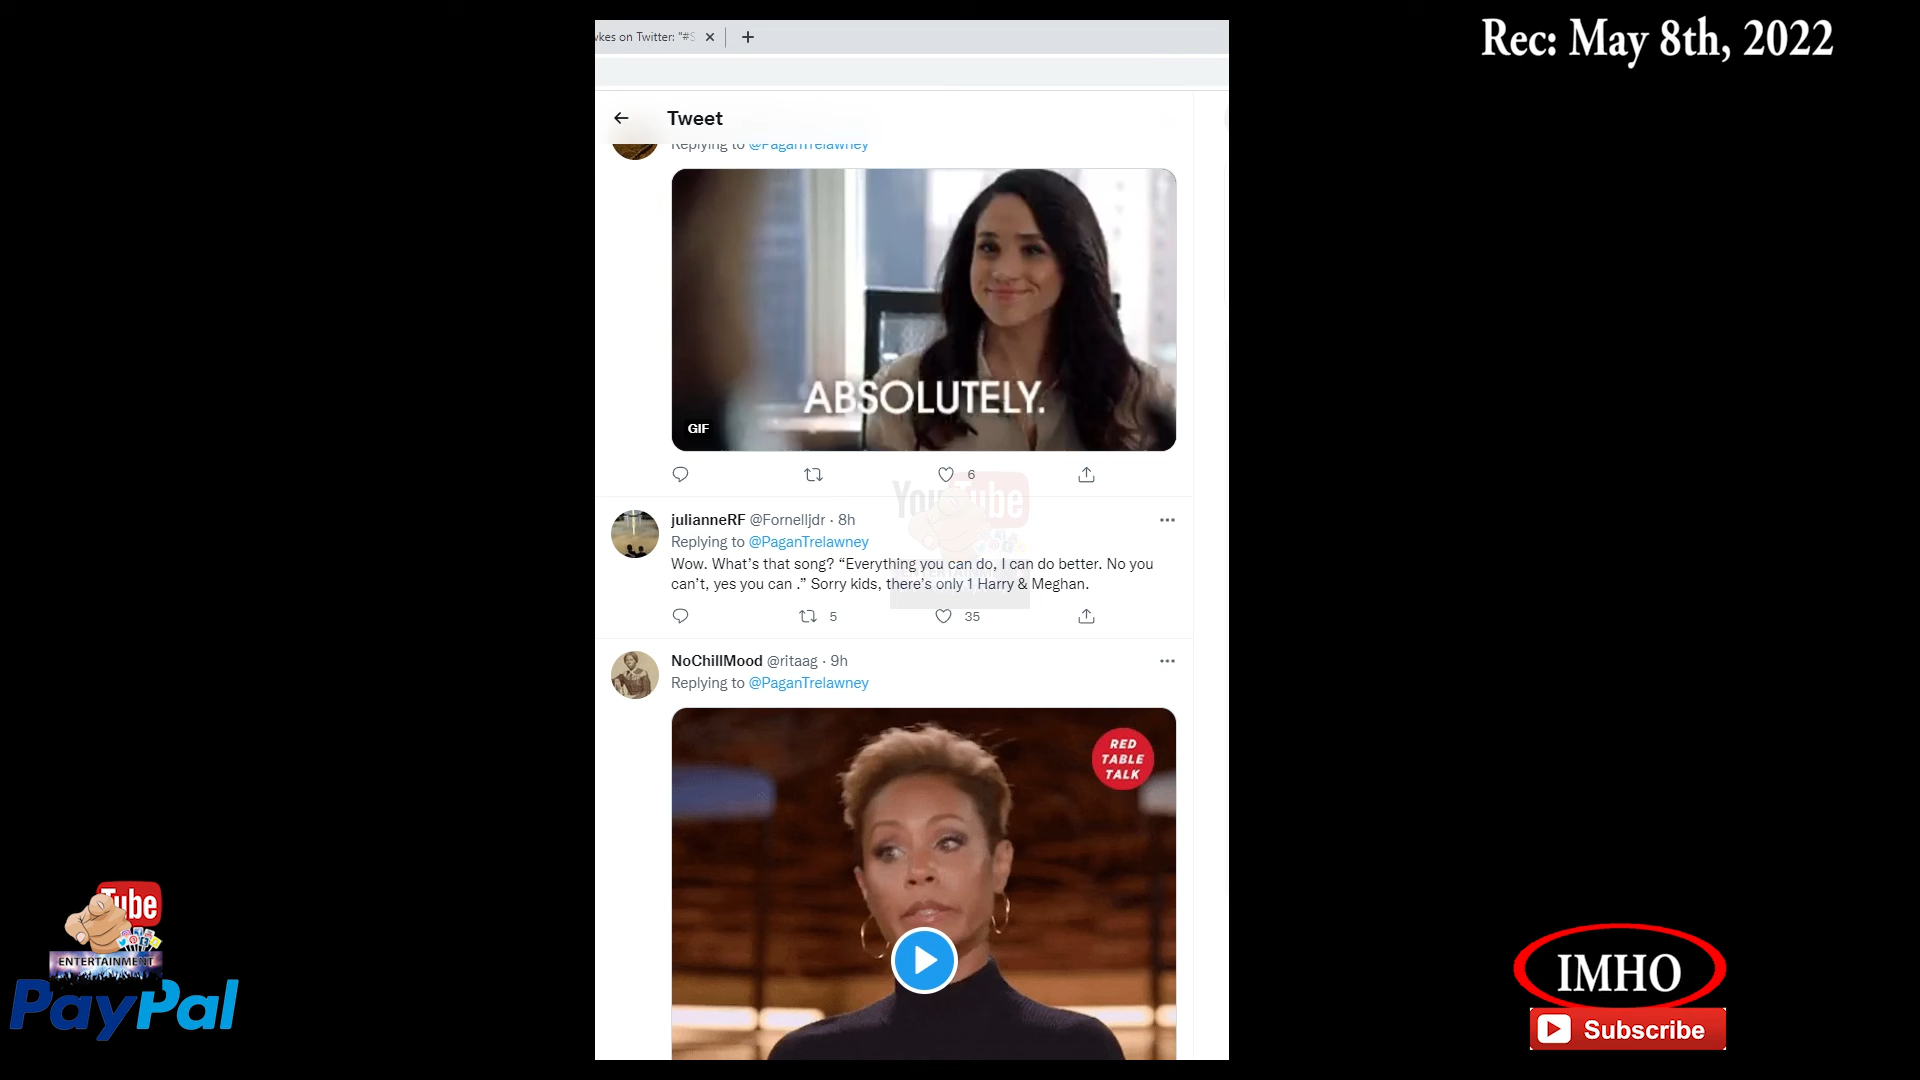 Rec: May 8th, 2022
wkes on Twitter: "#S
Tweet
Replying to @PaganTrelawney
ABSOLUTELY.
GIF
6
YouTube
julianneRF @Fornelljdr · 8h
Replying to @PaganTrelawney
Wow. What's that song? “Everything you can do, I can do better. No you
can't, yes you can .” Sorry kids, there's only 1 Harry & Meghan.
5
35
NoChillMood @ritaag · 9h
Replying to @PaganTrelawney
RED
TABLE
TALK
Tube
ENTERTAINMENT
PayPal
IMHO
Subscribe